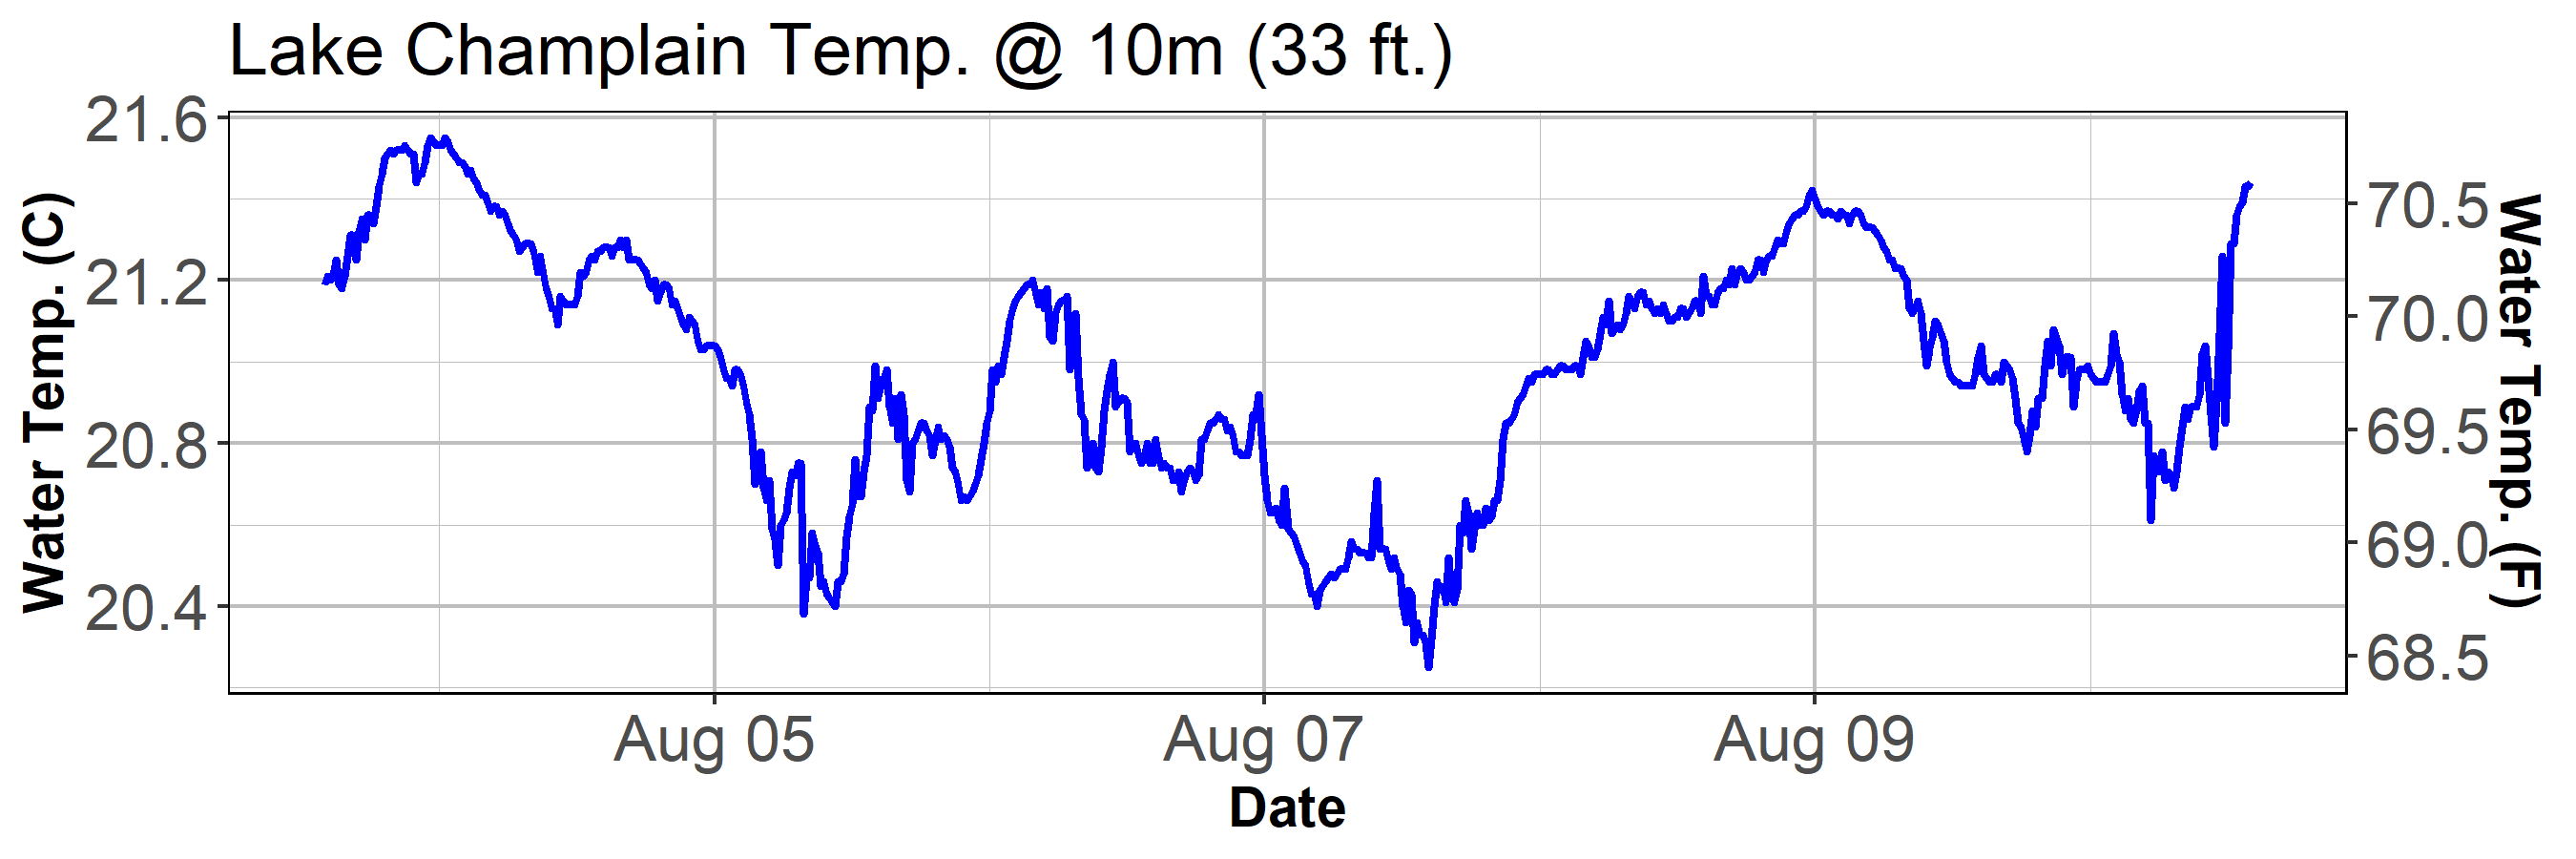 Lake Champlain Temp. @ 10m (33 ft.)
Water Temp. (C)
21.6
21.2
20.8
20.4
70.5
70.0
69.5
69.0
68.5
Water Temp. (F)
Aug 05
Aug 07
Aug 09
Date